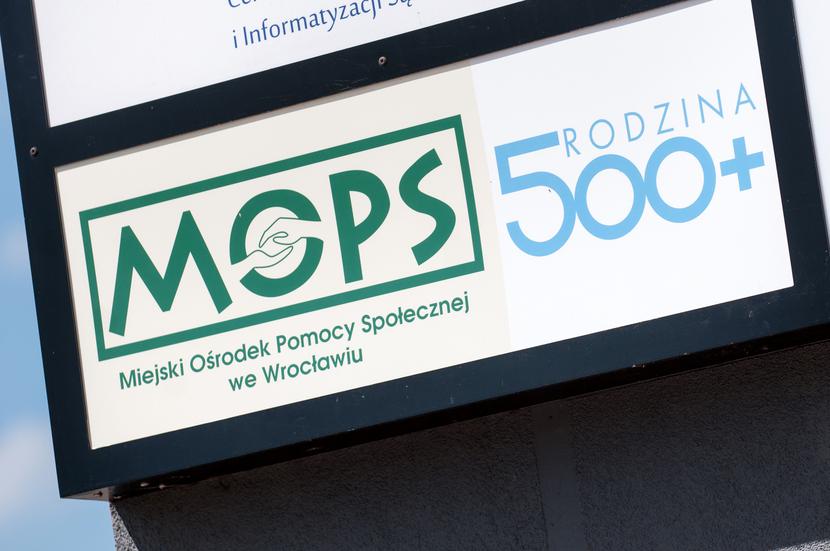 i Informatyzacji
MOPS
Miejski Ośrodek Pomocy Społecznej
we Wrocławiu
RODZINA
500+